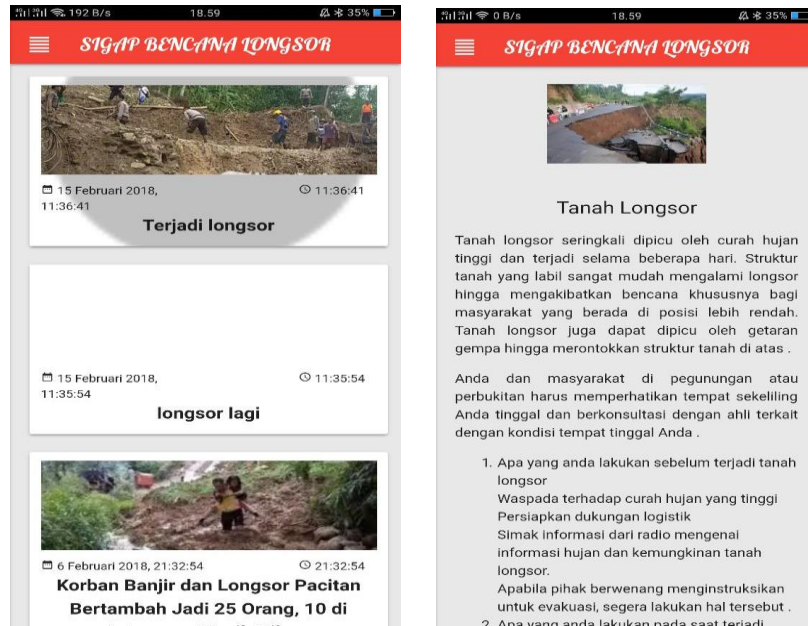 192 B/s
18.59
35%
SIGAP BENCANA LONGSOR
15 Februari 2018,
11:36:41
11:36:41
Terjadi longsor
15 Februari 2018,
11:35:54
11:35:54
longsor lagi
6 Februari 2018, 21:32:54
21:32:54
Korban Banjir dan Longsor Pacitan
Bertambah Jadi 25 Orang, 10 di
0 B/s
18.59
35%
SIGAP BENCANA LONGSOR
Tanah Longsor
Tanah longsor seringkali dipicu oleh curah hujan
tinggi dan terjadi selama beberapa hari. Struktur
tanah yang labil sangat mudah mengalami longsor
hingga mengakibatkan bencana khususnya bagi
masyarakat yang berada di posisi lebih rendah.
Tanah longsor juga dapat dipicu oleh getaran
gempa hingga merontokkan struktur tanah di atas .
Anda dan masyarakat di pegunungan atau
perbukitan harus memperhatikan tempat sekeliling
Anda tinggal dan berkonsultasi dengan ahli terkait
dengan kondisi tempat tinggal Anda .
1. Apa yang anda lakukan sebelum terjadi tanah
longsor
Waspada terhadap curah hujan yang tinggi
Persiapkan dukungan logistik
Simak informasi dari radio mengenai
informasi hujan dan kemungkinan tanah
longsor.
Apabila pihak berwenang menginstruksikan
untuk evakuasi, segera lakukan hal tersebut .
2. Apa yang anda lakukan pada saat terjadi